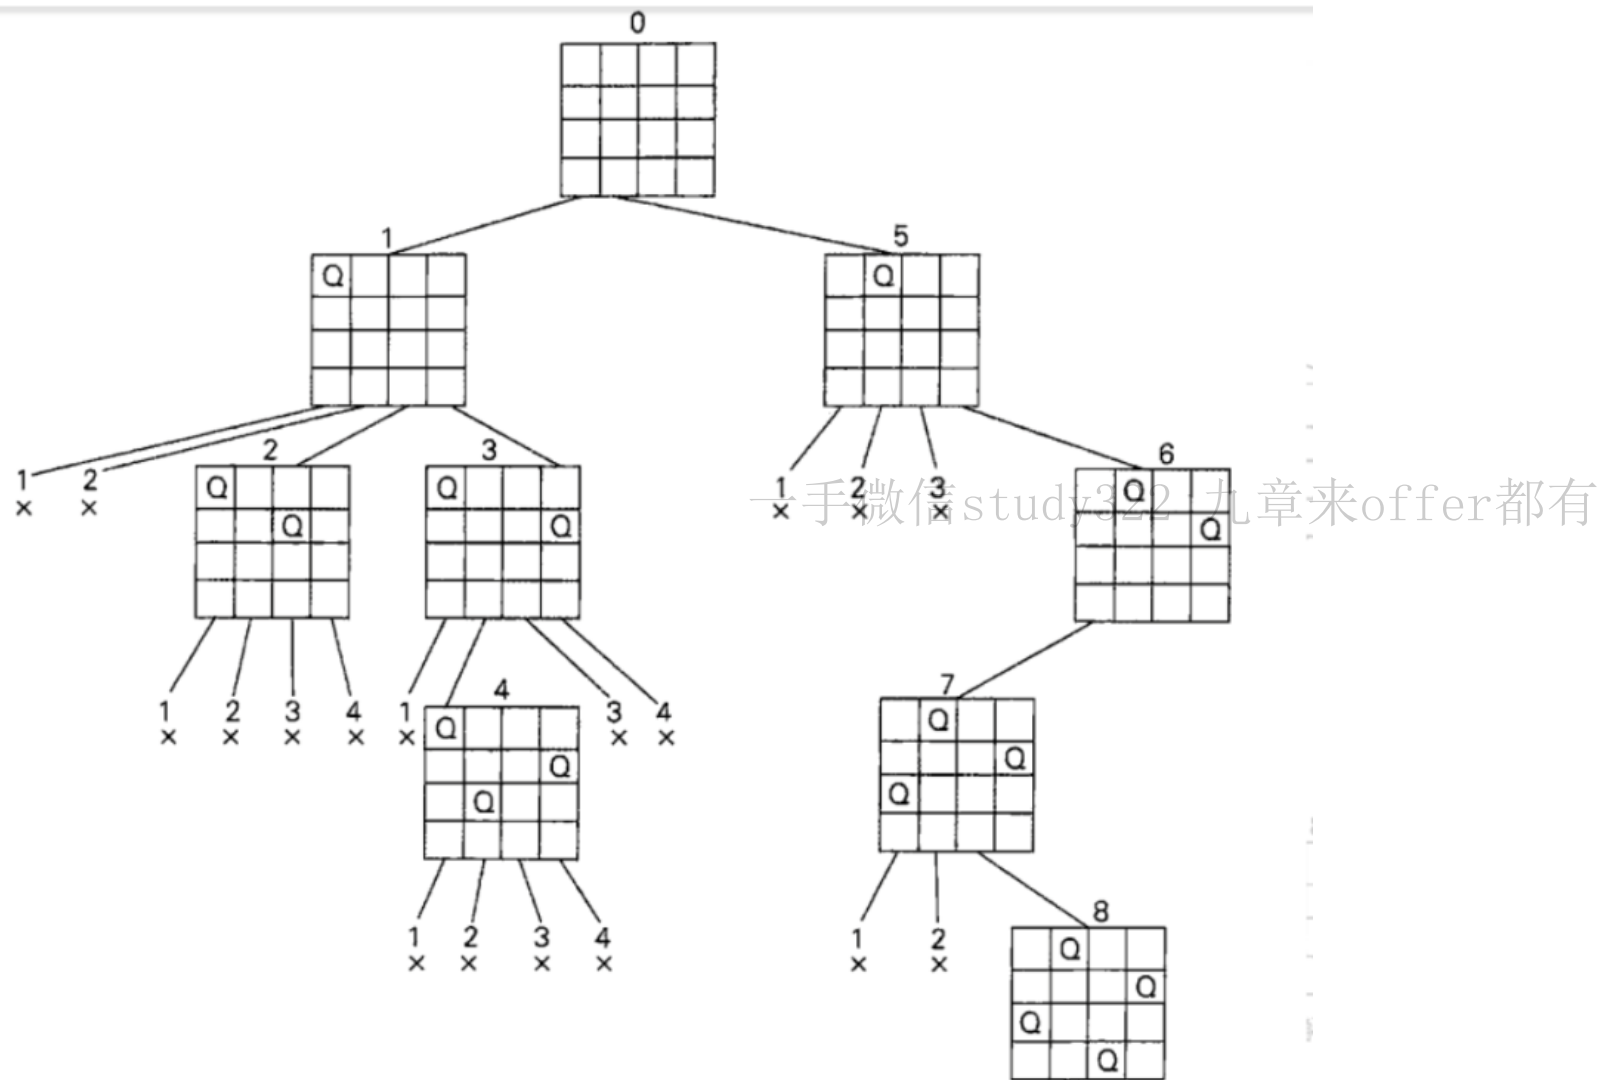 0
1 5
Q Q
2 3 6
1 2 Q Q 1 2 3 Q
× × Q Q × × × Q
一手微信study322 九章来offer都有
4 7
1 2 3 4 1 Q 3 4 Q
× × × × × Q × × Q
Q Q
8
1 2 3 4 1 2 Q
× × × × × × Q
Q
Q